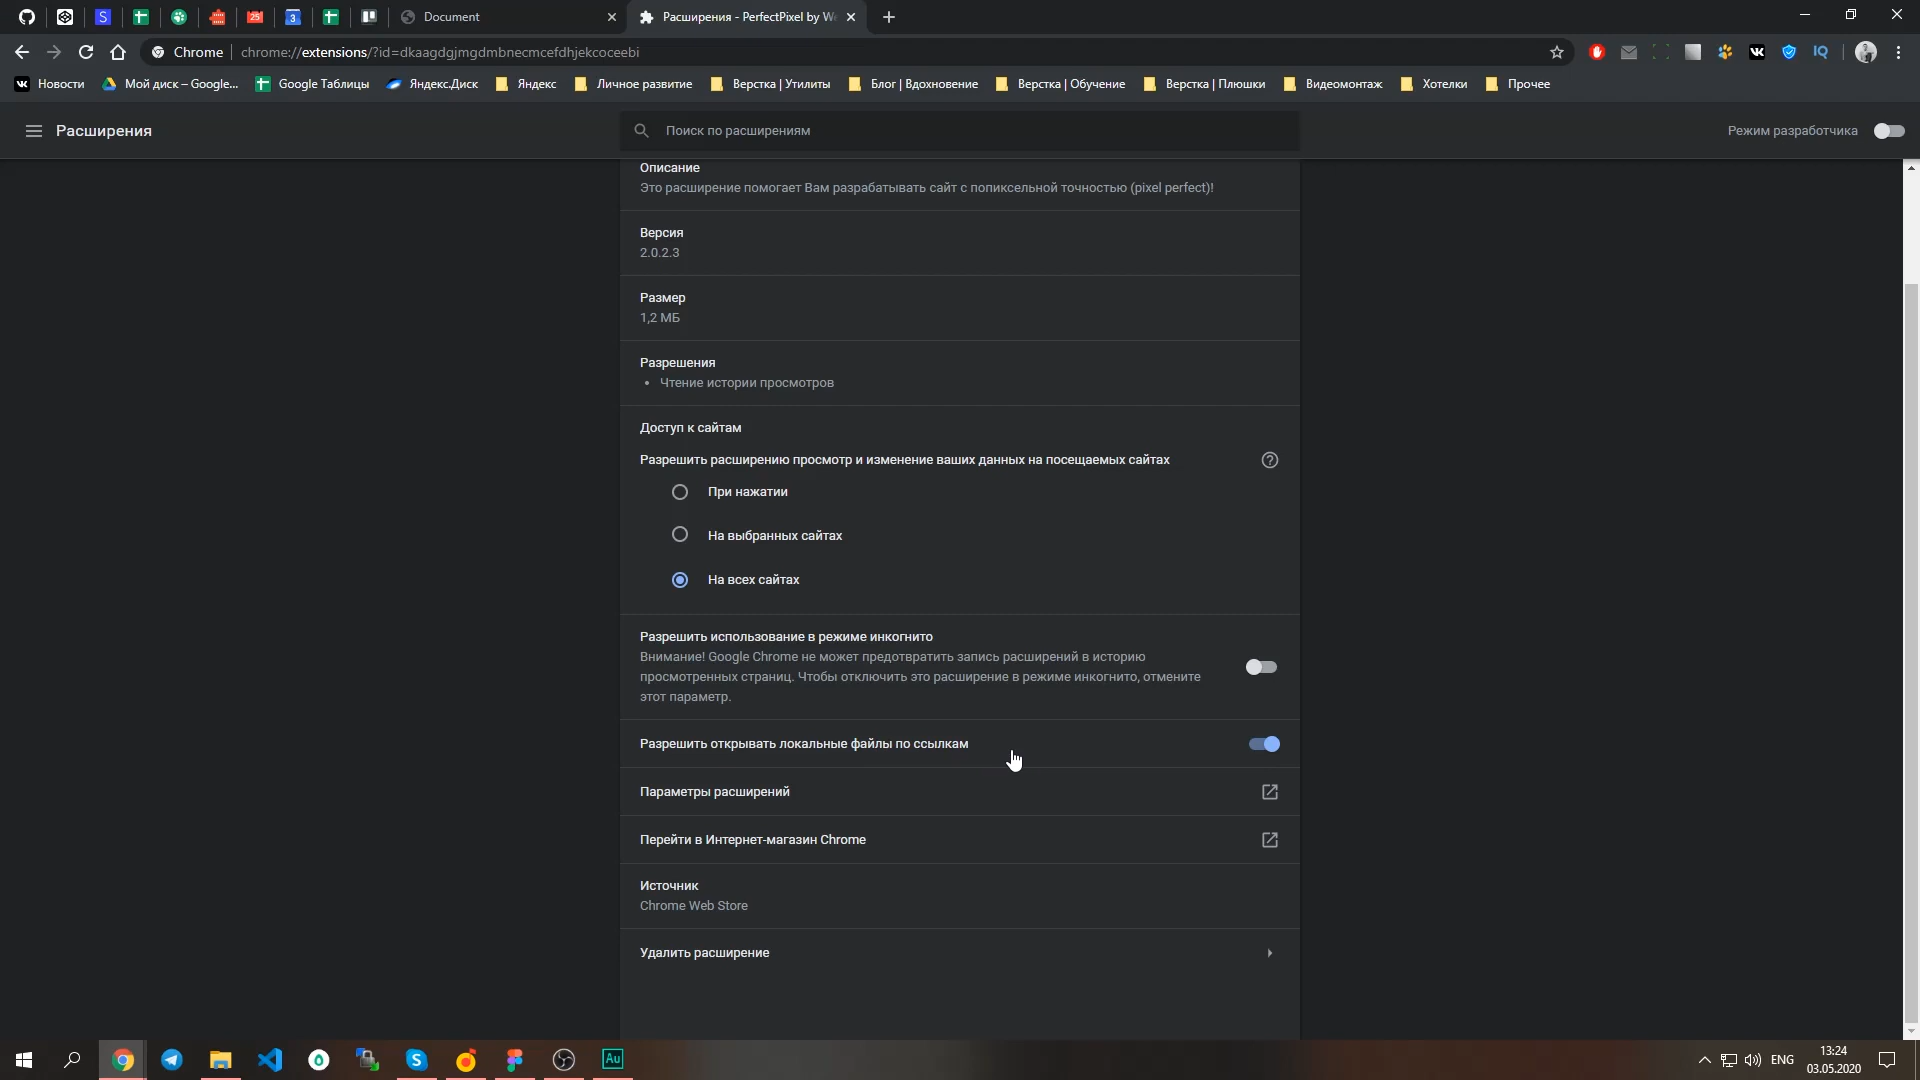 S
25
3
Document
Расширения - PerfectPixel by W
Chrome
chrome://extensions/?id=dkaagdgjmgdmbnecmcefdhjekcoceebi
VK
IQ
VK
Новости
Мой диск – Google...
Google Таблицы
Яндекс.Диск
Яндекс
Личное развитие
Верстка | Утилиты
Блог | Вдохновение
Верстка | Обучение
Верстка | Плюшки
Видеомонтаж
Хотелки
Прочее
Расширения
Поиск по расширениям
Режим разработчика
Описание
Это расширение помогает Вам разрабатывать сайт с попиксельной точностью (pixel perfect)!
Версия
2.0.2.3
Размер
1,2 МБ
Разрешения
• Чтение истории просмотров
Доступ к сайтам
Разрешить расширению просмотр и изменение ваших данных на посещаемых сайтах
При нажатии
На выбранных сайтах
На всех сайтах
Разрешить использование в режиме инкогнито
Внимание! Google Chrome не может предотвратить запись расширений в историю
просмотренных страниц. Чтобы отключить это расширение в режиме инкогнито, отмените
этот параметр.
Разрешить открывать локальные файлы по ссылкам
Параметры расширений
Перейти в Интернет-магазин Chrome
Источник
Chrome Web Store
Удалить расширение
S
Au
ENG
13:24
03.05.2020